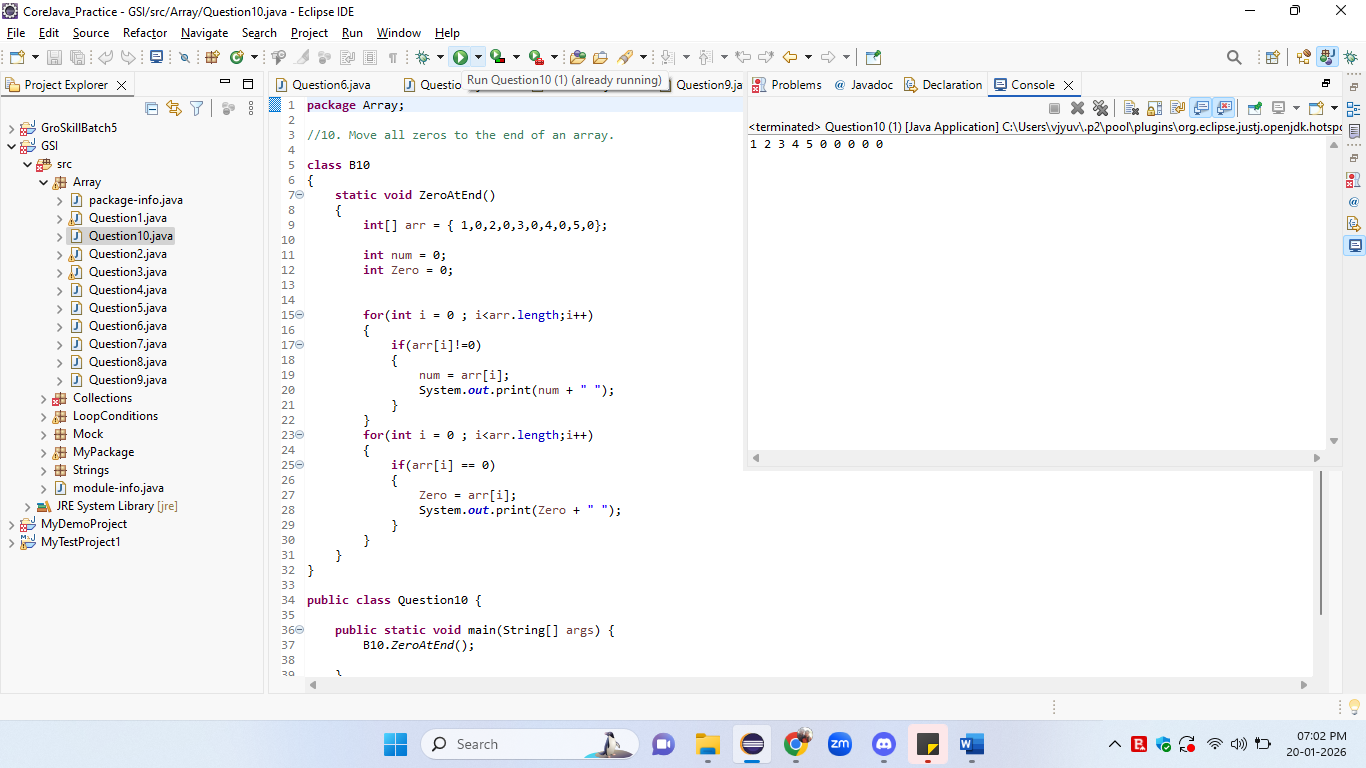 CoreJava_Practice - GSI/src/Array/Question10.java - Eclipse IDE
File Edit Source Refactor Navigate Search Project Run Window Help
Run Question10 (1) (already running)
Project Explorer
GroSkillBatch5
GSI
src
Array
package-info.java
Question1.java
Question10.java
Question2.java
Question3.java
Question4.java
Question5.java
Question6.java
Question7.java
Question8.java
Question9.java
Collections
LoopConditions
Mock
MyPackage
Strings
module-info.java
JRE System Library [jre]
MyDemoProject
MyTestProject1
Question6.java Questio Question9.ja
1 package Array;
2
3 //10. Move all zeros to the end of an array.
4
5 class B10
6 {
7 static void ZeroAtEnd()
8 {
9 int[] arr = { 1,0,2,0,3,0,4,0,5,0};
10
11 int num = 0;
12 int Zero = 0;
13
14
15 for(int i = 0 ; i<arr.length;i++)
16 {
17 if(arr[i]!=0)
18 {
19 num = arr[i];
20 System.out.print(num + " ");
21 }
22 }
23 for(int i = 0 ; i<arr.length;i++)
24 {
25 if(arr[i] == 0)
26 {
27 Zero = arr[i];
28 System.out.print(Zero + " ");
29 }
30 }
31 }
32 }
33
34 public class Question10 {
35
36 public static void main(String[] args) {
37 B10.ZeroAtEnd();
38
39 }
Problems Javadoc Declaration Console
<terminated> Question10 (1) [Java Application] C:\Users\vjyuv\.p2\pool\plugins\org.eclipse.justj.openjdk.hotspo
1 2 3 4 5 0 0 0 0 0
Search
zm
07:02 PM
20-01-2026